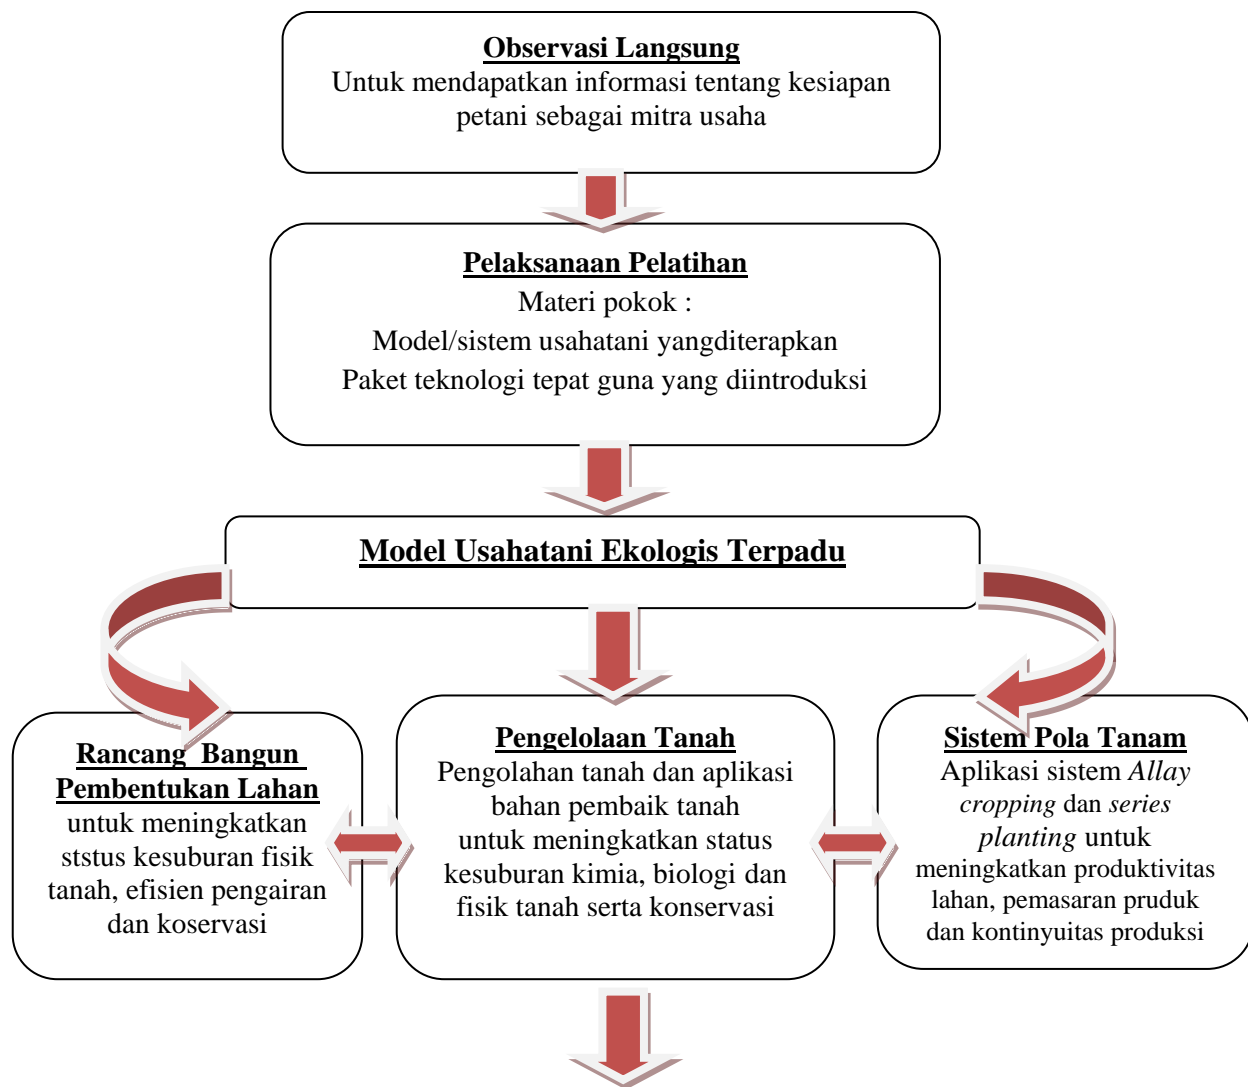 Observasi Langsung
Untuk mendapatkan informasi tentang kesiapan
petani sebagai mitra usaha
Pelaksanaan Pelatihan
Materi pokok :
Model/sistem usahatani yangditerapkan
Paket teknologi tepat guna yang diintroduksi
Model Usahatani Ekologis Terpadu
Rancang Bangun
Pembentukan Lahan
untuk meningkatkan
ststus kesuburan fisik
tanah, efisien pengairan
dan koservasi
Pengelolaan Tanah
Pengolahan tanah dan aplikasi
bahan pembaik tanah
untuk meningkatkan status
kesuburan kimia, biologi dan
fisik tanah serta konservasi
Sistem Pola Tanam
Aplikasi sistem Allay
cropping dan series
planting untuk
meningkatkan produktivitas
lahan, pemasaran pruduk
dan kontinyuitas produksi